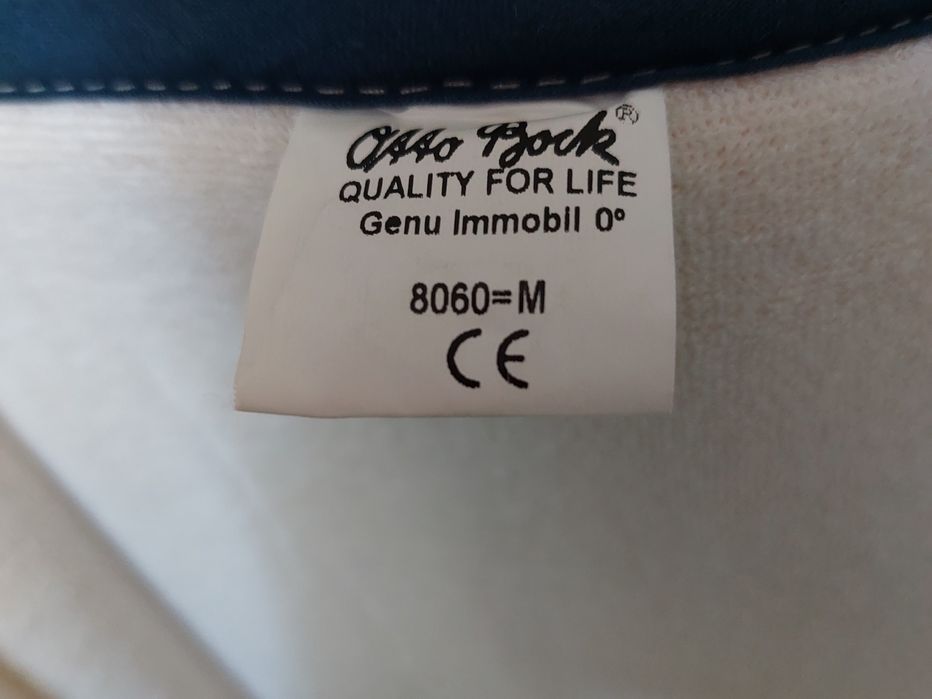 Otto Bock®
QUALITY FOR LIFE
Genu Immobil 0°
8060=M
CE